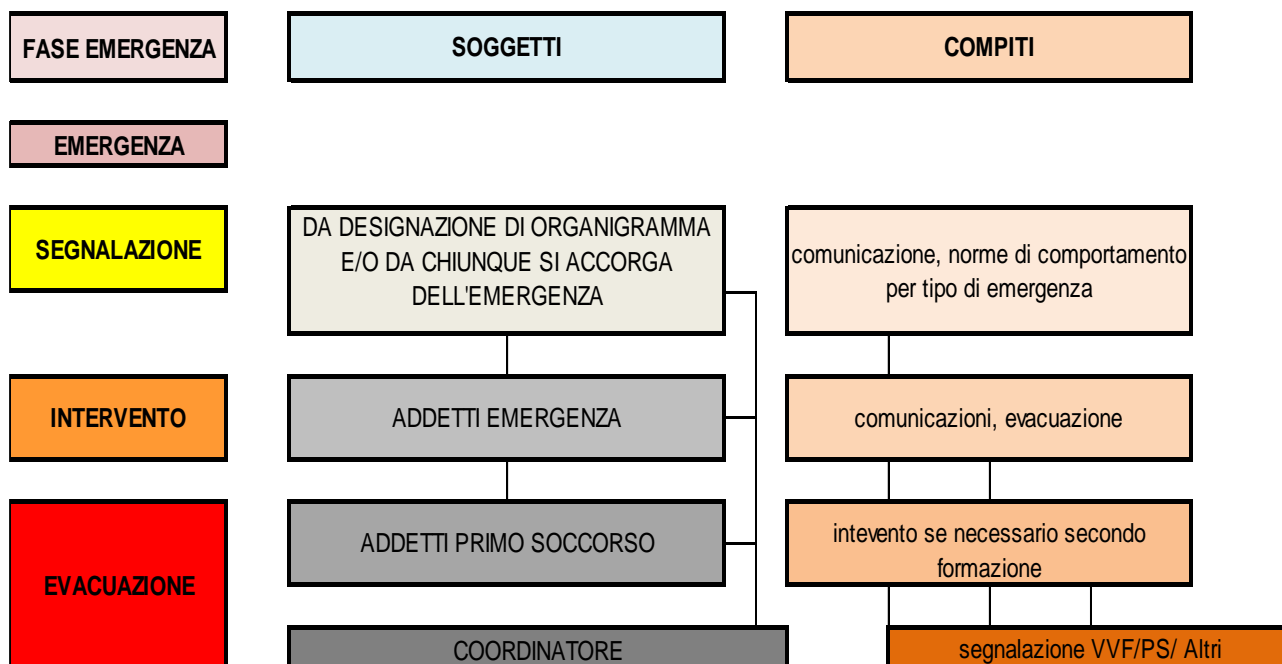 FASE EMERGENZA
SOGGETTI
COMPITI
EMERGENZA
SEGNALAZIONE
DA DESIGNAZIONE DI ORGANIGRAMMA
E/O DA CHIUNQUE SI ACCORGA
DELL'EMERGENZA
comunicazione, norme di comportamento
per tipo di emergenza
INTERVENTO
ADDETTI EMERGENZA
comunicazioni, evacuazione
EVACUAZIONE
ADDETTI PRIMO SOCCORSO
intevento se necessario secondo
formazione
COORDINATORE
segnalazione VVF/PS/ Altri